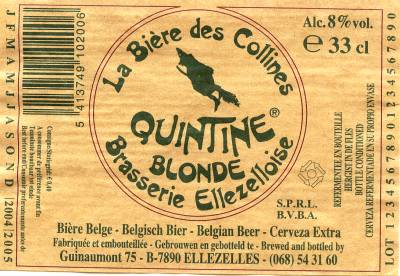 La Bière des Collines
QUINTINE ®
BLONDE
Brasserie Ellezelloise
Alc. 8% vol.
e 33 cl
5 413749 102006
J F M A M J J A S O N D / 2004 / 2005
REFERMENTÉE EN BOUTEILLE
HERGIST IN DE FLES
BOTTLE CONDITIONED
CERVEZA REFERMENTADE EN SU PROPIO ENVASE
LOT 1 2 3 4 5 6 7 8 9 0 1 2 3 4 5 6 7 8 9 0
S.P.R.L.
B.V.B.A.
Bière Belge - Belgisch Bier - Belgian Beer - Cerveza Extra
Fabriquée et embouteillée - Gebrouwen en gebotteld te - Brewed and bottled by
Guinaumont 75 - B-7890 ELLEZELLES - (068) 54 31 60